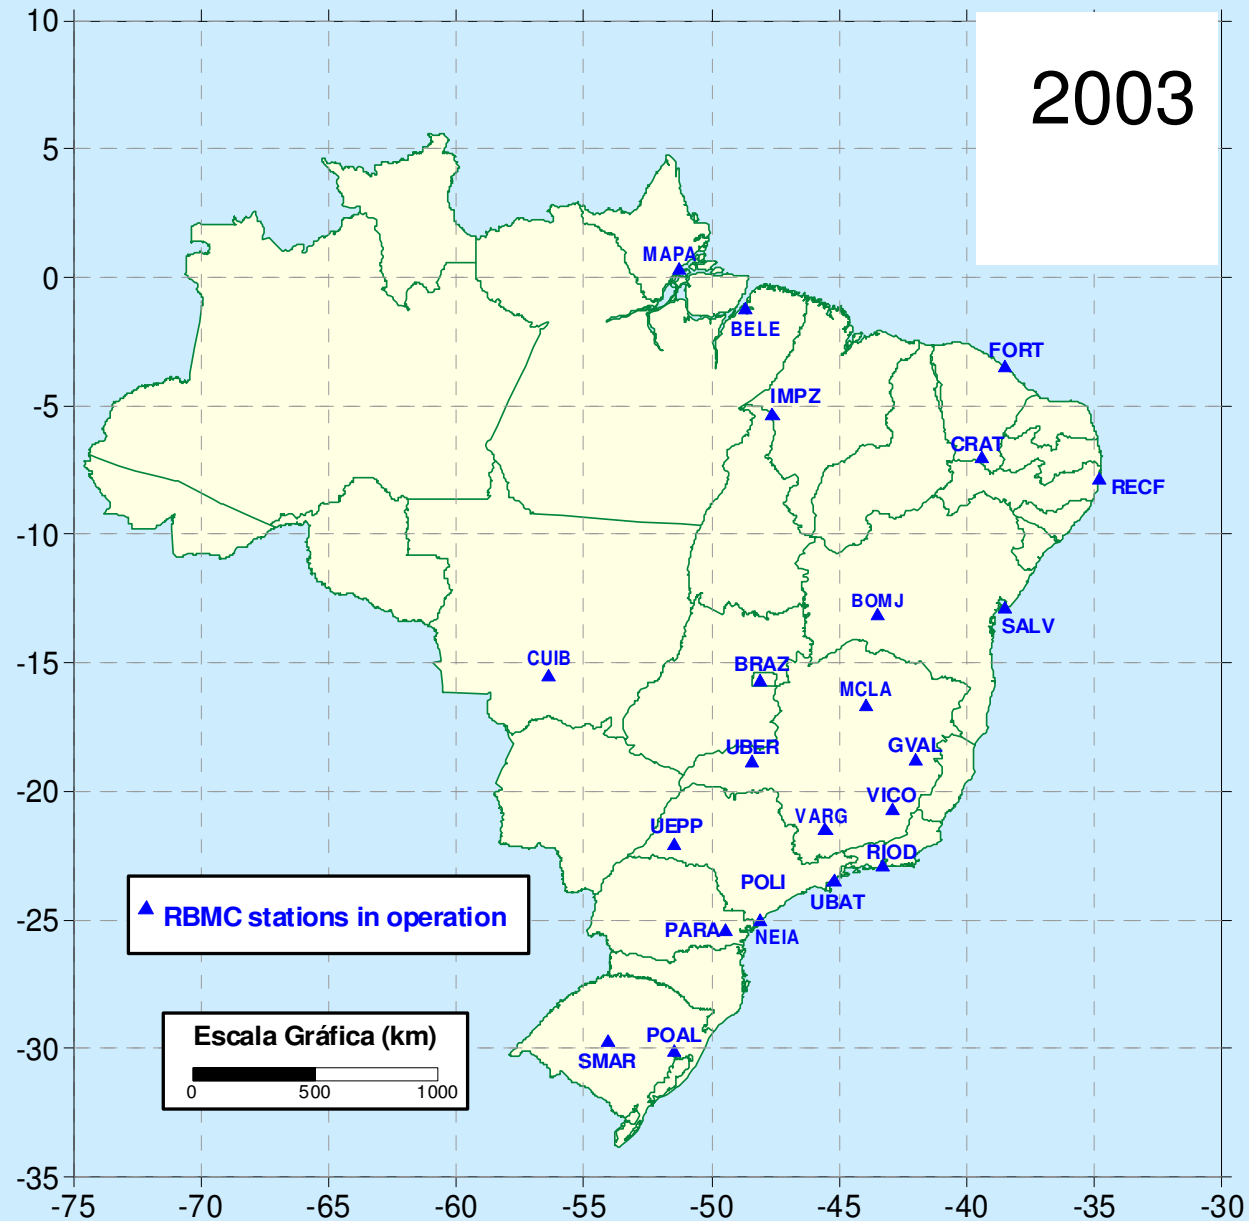 2003
10
5
0
-5
-10
-15
-20
-25
-30
-35
MAPA
BELE
FORT
IMPZ
CRAT
RECF
BOMJ
SALV
CUIB
BRAZ
MCLA
UBER
GVAL
VICO
VARG
UEPP
RIOD
POLI
UBAT
PARA
NEIA
POAL
SMAR
RBMC stations in operation
Escala Gráfica (km)
0 500 1000
-75 -70 -65 -60 -55 -50 -45 -40 -35 -30